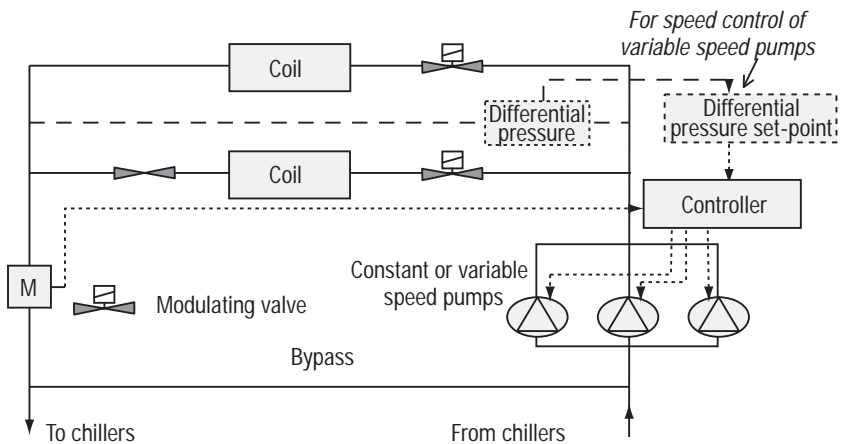 For speed control of
variable speed pumps
Coil
Differential
pressure
Differential
pressure set-point
Coil
Controller
M
Modulating valve
Constant or variable
speed pumps
Bypass
To chillers
From chillers